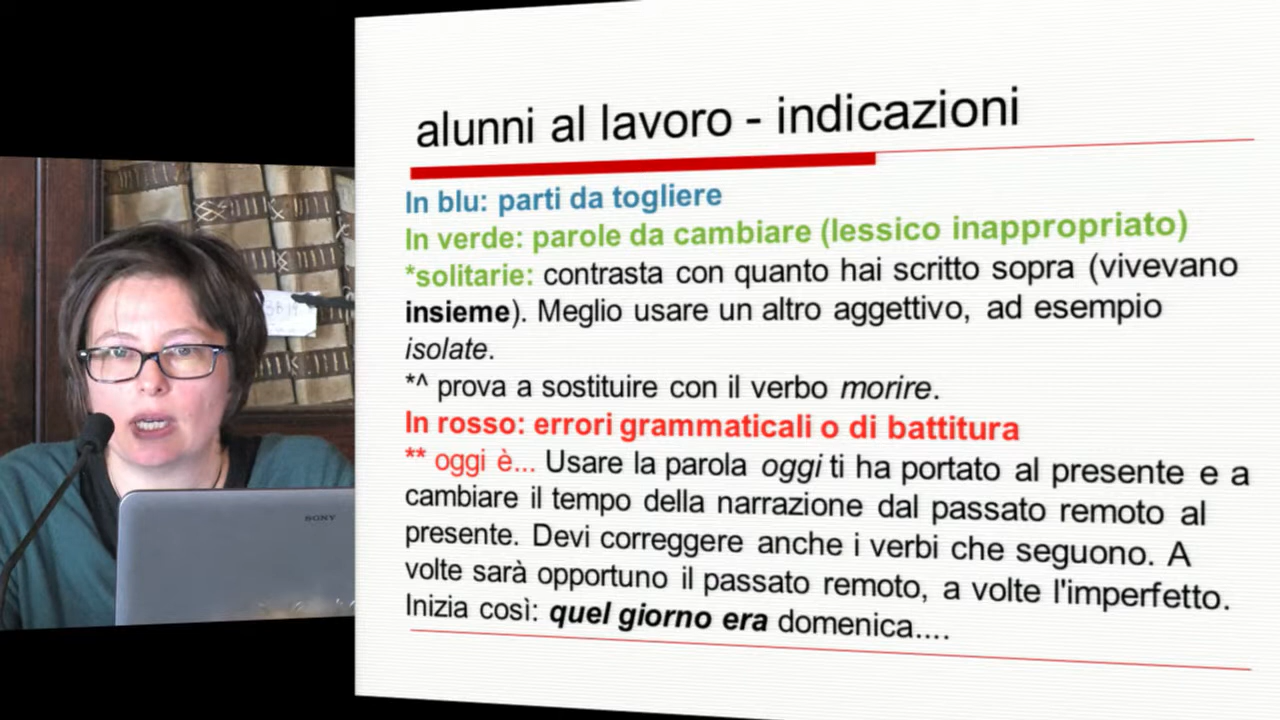 alunni al lavoro - indicazioni
In blu: parti da togliere
In verde: parole da cambiare (lessico inappropriato)
*solitarie: contrasta con quanto hai scritto sopra (vivevano
insieme). Meglio usare un altro aggettivo, ad esempio
isolate.
*^ prova a sostituire con il verbo morire.
In rosso: errori grammaticali o di battitura
** oggi è... Usare la parola oggi ti ha portato al presente e a
cambiare il tempo della narrazione dal passato remoto al
presente. Devi correggere anche i verbi che seguono. A
volte sarà opportuno il passato remoto, a volte l'imperfetto.
Inizia così: quel giorno era domenica....
SONY